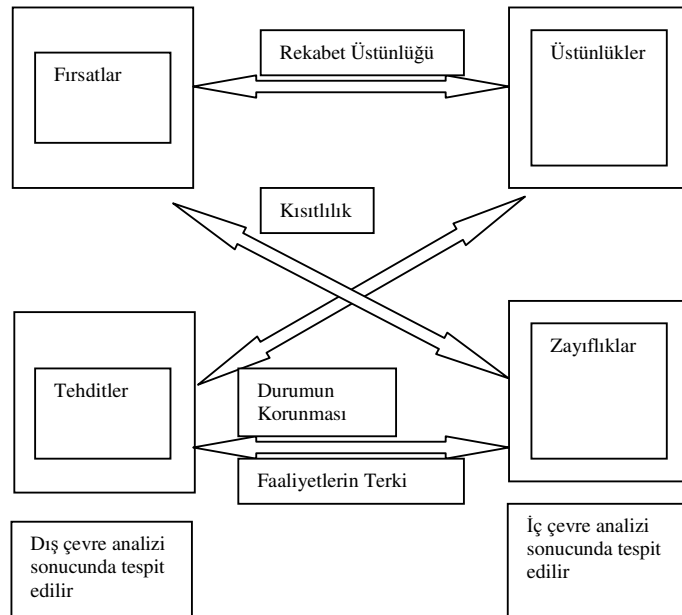 Rekabet Üstünlüğü
Fırsatlar
Üstünlükler
Kısıtlılık
Tehditler
Zayıflıklar
Durumun
Korunması
Faaliyetlerin Terki
Dış çevre analizi
sonucunda tespit
edilir
İç çevre analizi
sonucunda tespit
edilir